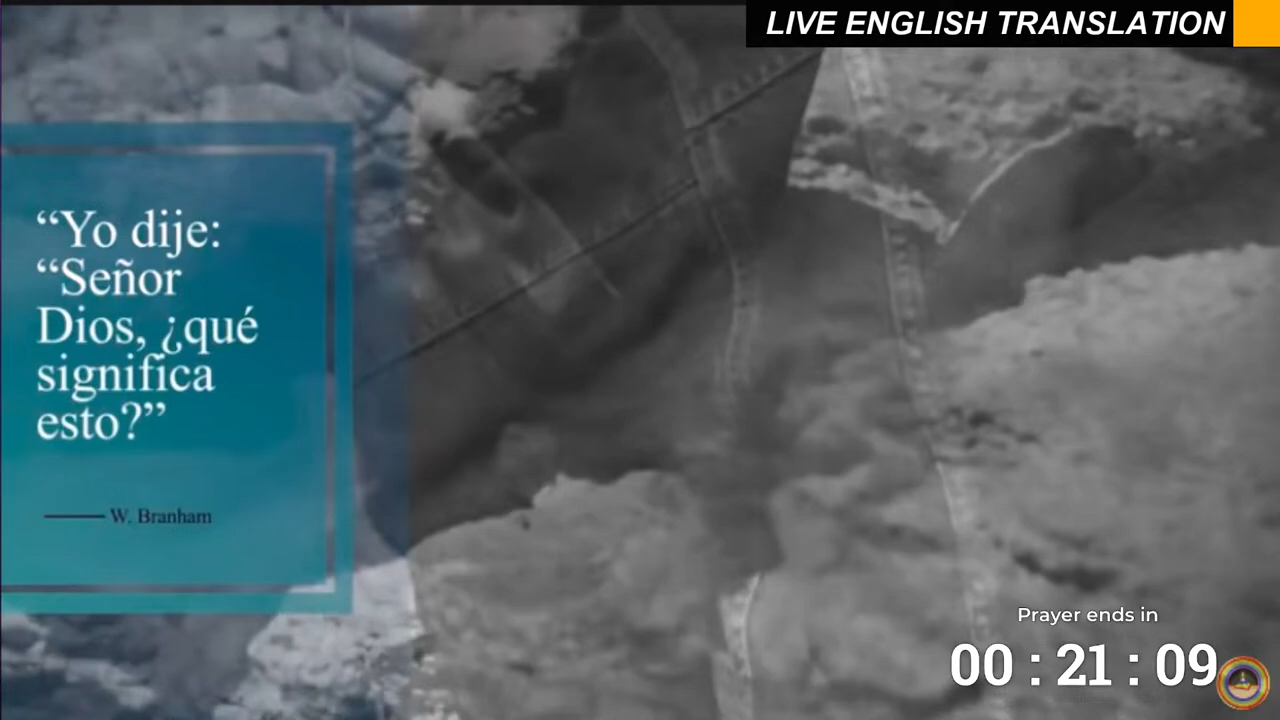 LIVE ENGLISH TRANSLATION
“Yo dije:
“Señor
Dios, ¿qué
significa
esto?”
W. Branham
Prayer ends in
00 : 21 : 09